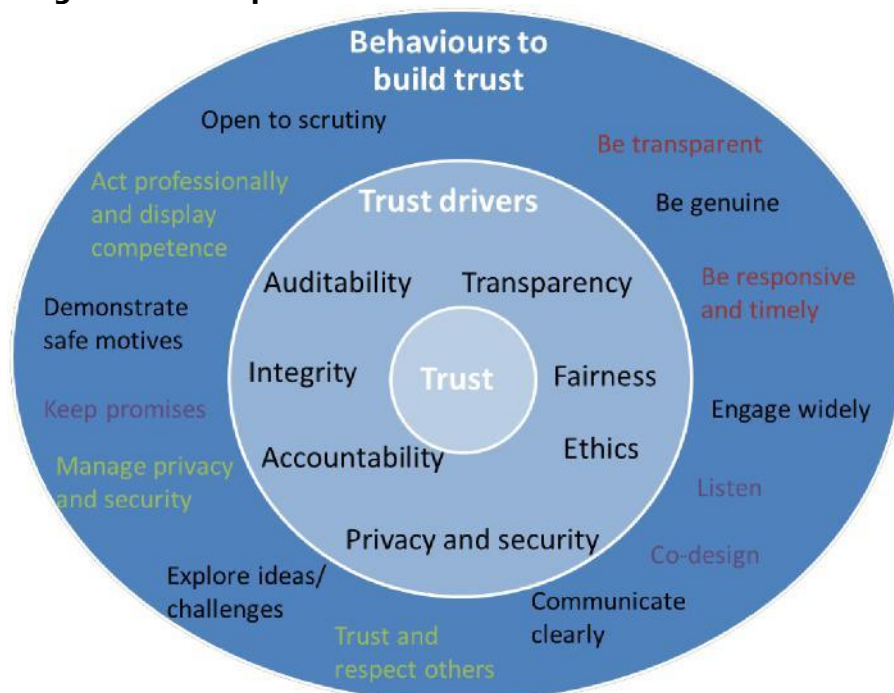 Behaviours to
build trust
Open to scrutiny
Be transparent
Act professionally
and display
competence
Be genuine
Trust drivers
Auditability
Transparency
Be responsive
and timely
Demonstrate
safe motives
Integrity
Trust
Fairness
Keep promises
Engage widely
Accountability
Ethics
Manage privacy
and security
Listen
Privacy and security
Co-design
Explore ideas/
challenges
Communicate
clearly
Trust and
respect others